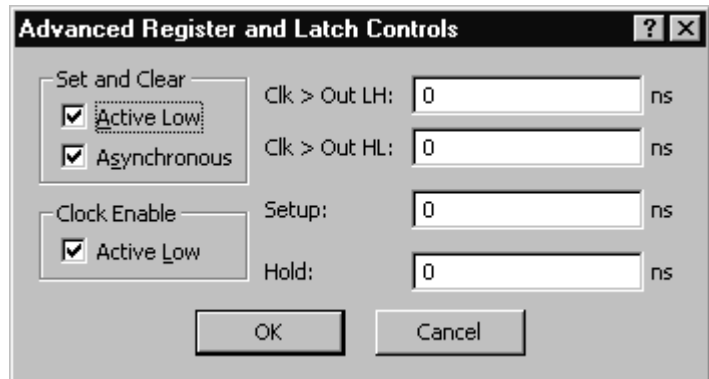 Advanced Register and Latch Controls
Set and Clear
Active Low
Asynchronous
Clock Enable
Active Low
Clk > Out LH: 0 ns
Clk > Out HL: 0 ns
Setup: 0 ns
Hold: 0 ns
OK Cancel